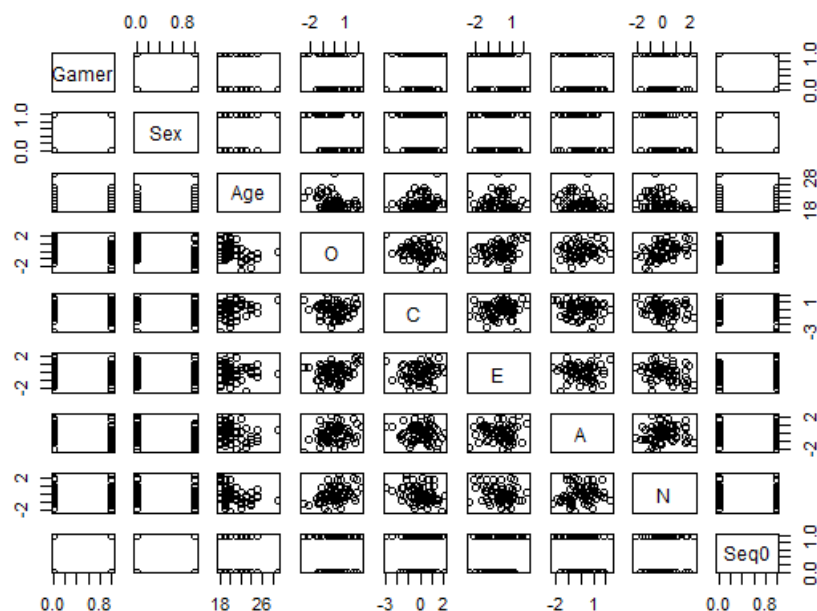 0.0 0.8 -2 1 -2 1 -2 0 2
Gamer 0.0 1.0
0.0 1.0 Sex
Age 18 28
-2 2 O
C -3 1
-2 2 E
A -2 2
-2 2 N
Seq0 0.0 1.0
0.0 0.8 18 26 -3 0 2 -2 1 0.0 0.8